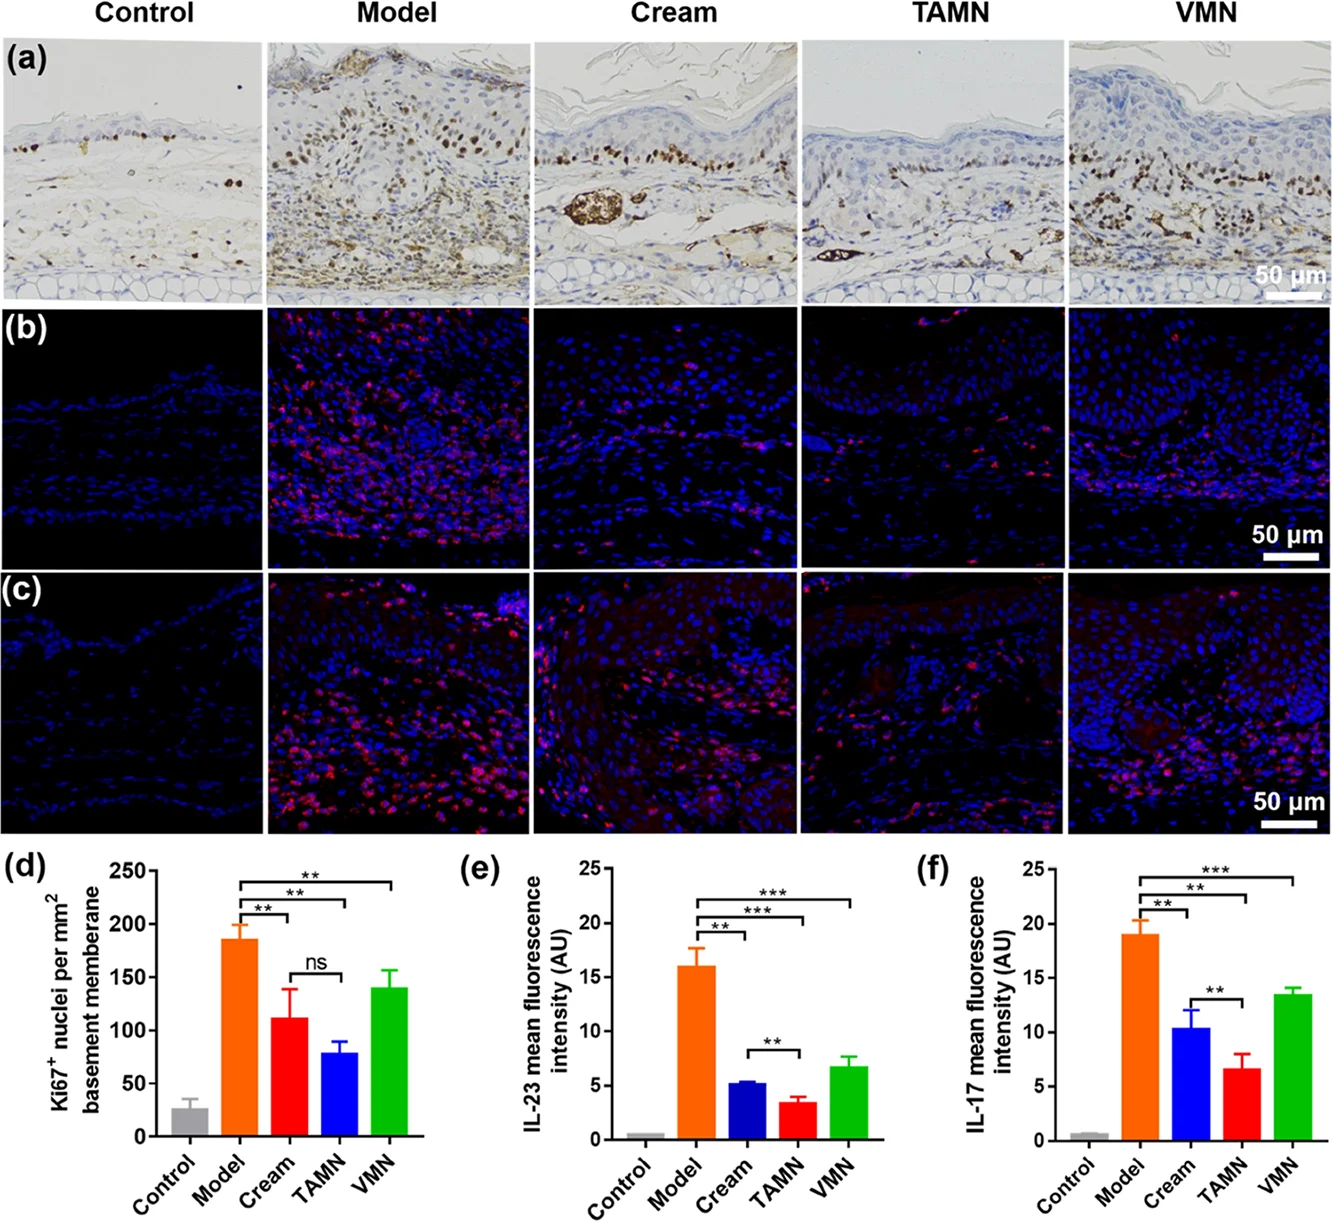 Control Model Cream TAMN VMN
(a)
50 μm
(b)
50 μm
(c)
50 μm
(d)
Ki67+ nuclei per mm2
basement memberane
250
200
150
100
50
0
**
**
**
ns
Control Model Cream TAMN VMN
(e)
IL-23 mean fluorescence
intensity (AU)
25
20
15
10
5
0
***
***
**
**
Control Model Cream TAMN VMN
(f)
IL-17 mean fluorescence
intensity (AU)
25
20
15
10
5
0
***
**
**
**
Control Model Cream TAMN VMN